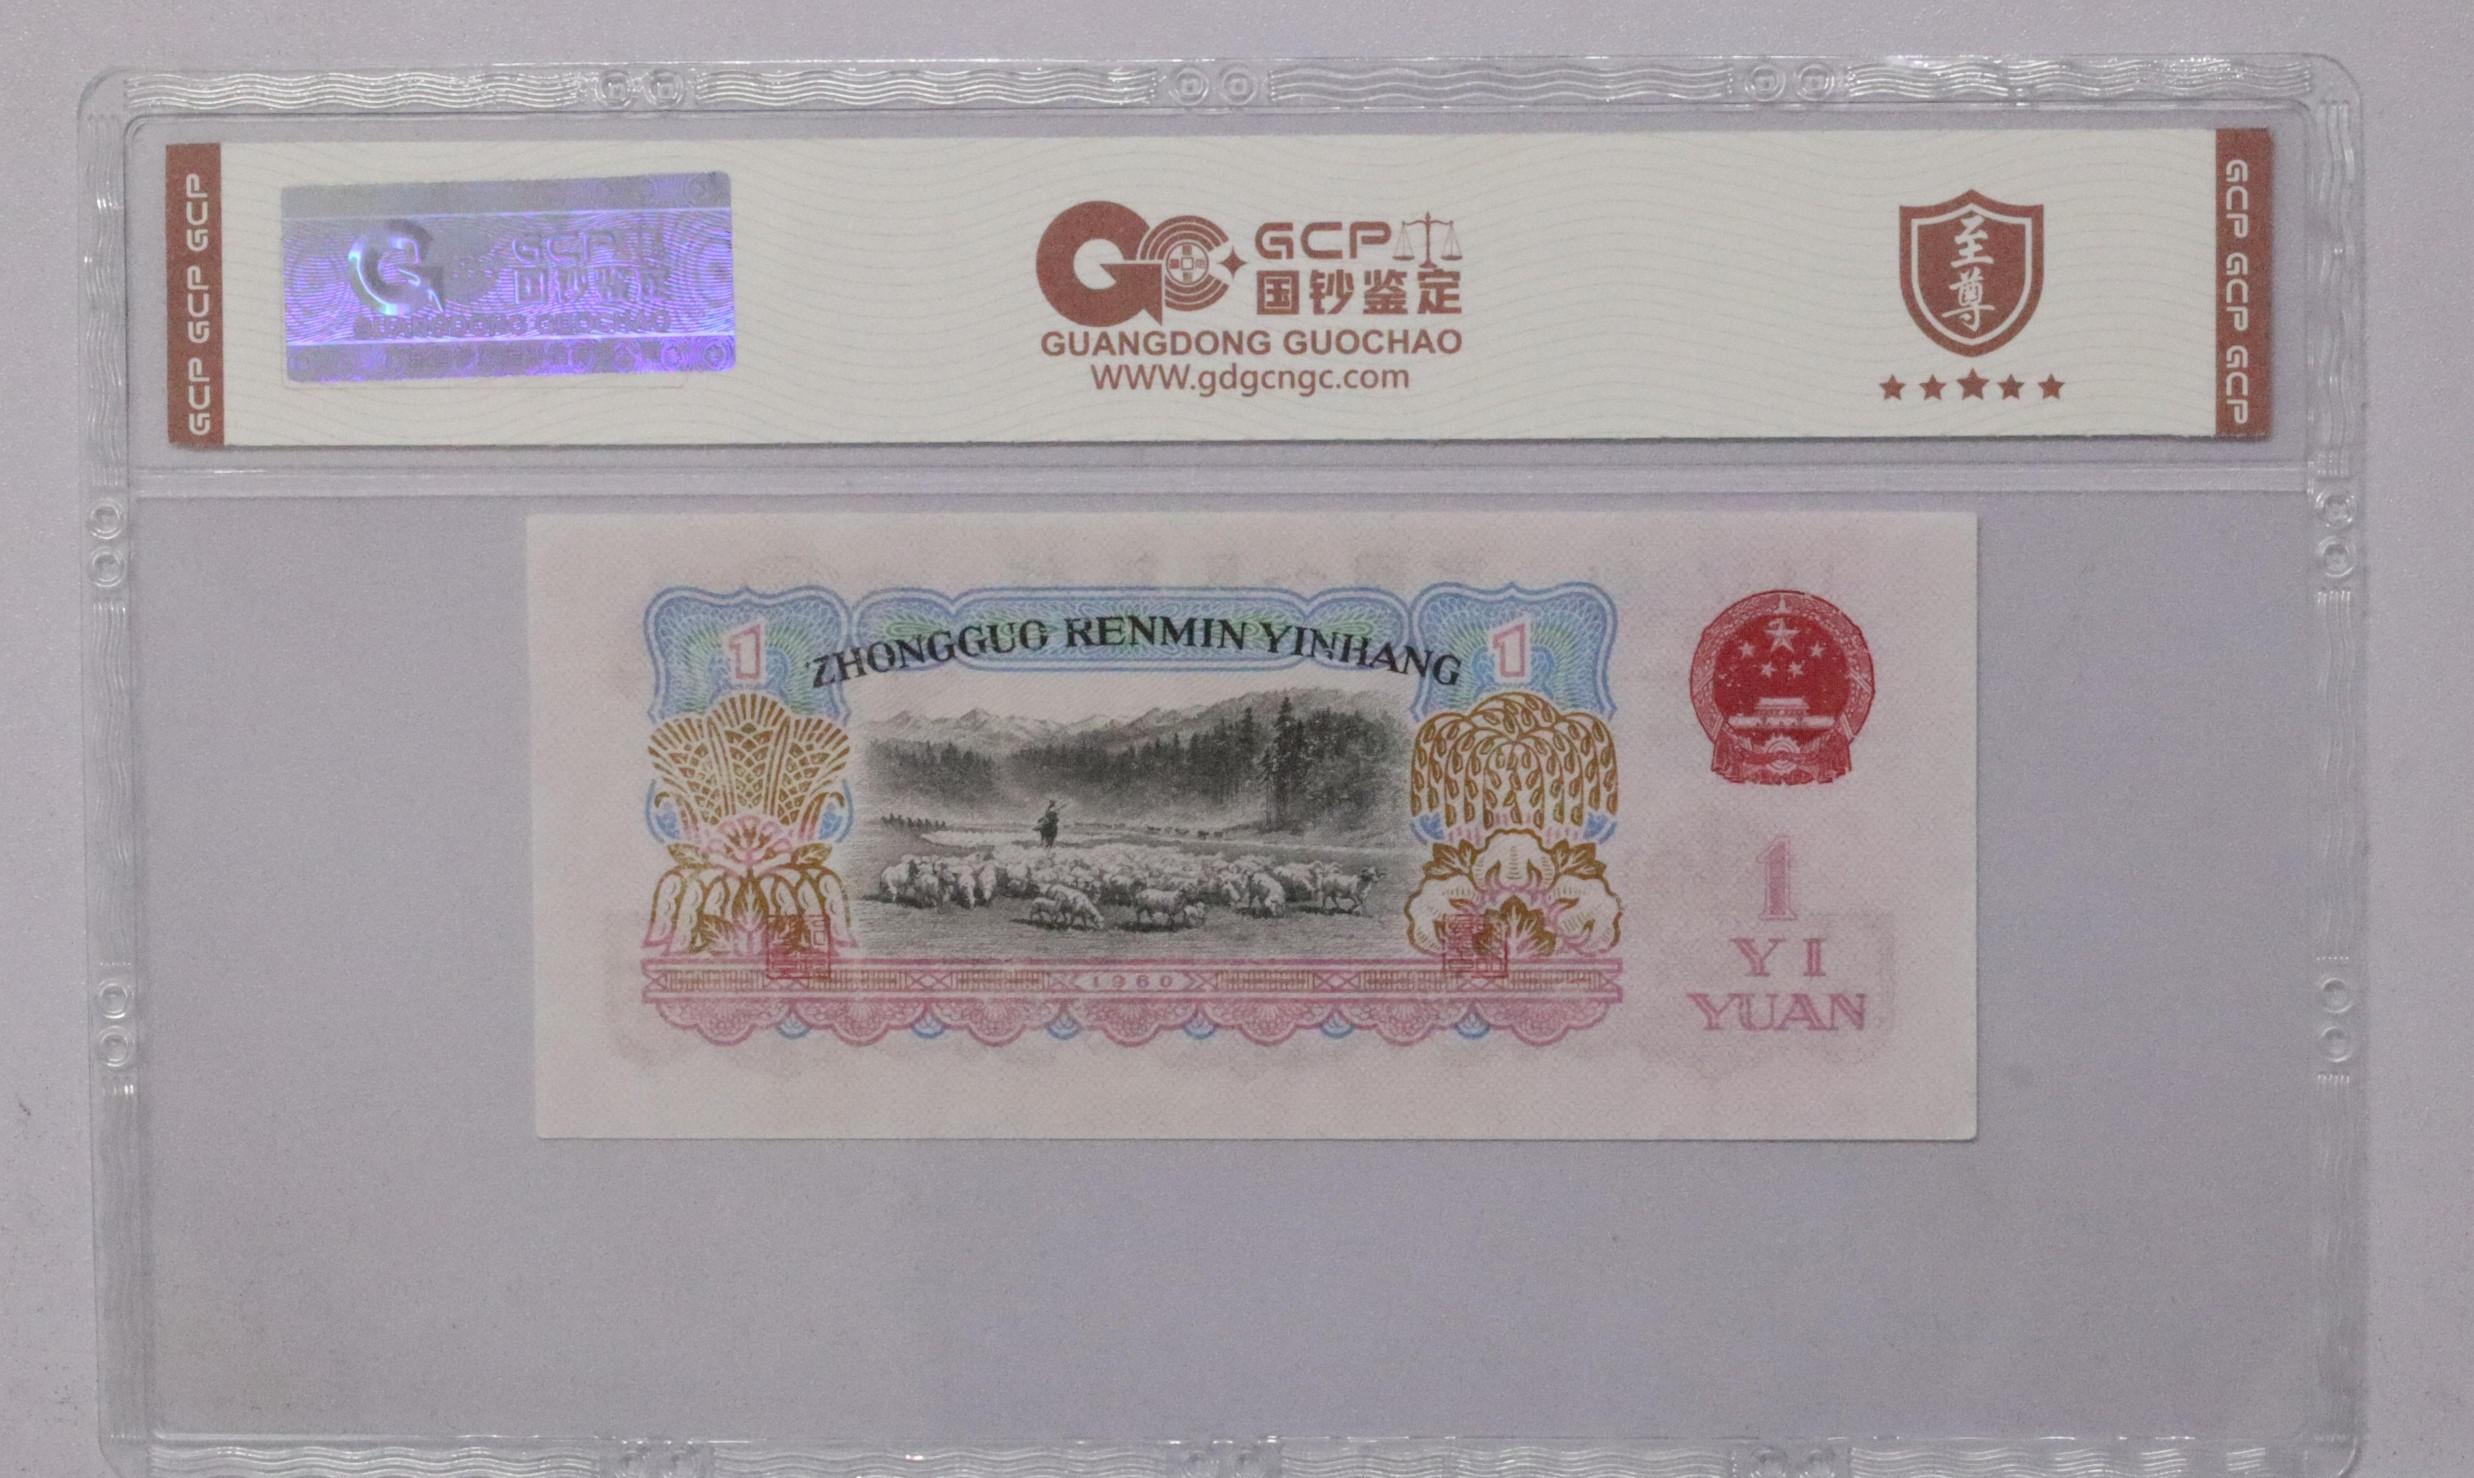 GCP GCP GCP
GCP
国钞鉴定
GUANGDONG GUOCHAO
GCP
国钞鉴定
GUANGDONG GUOCHAO
WWW.gdgcngc.com
至尊
GCP GCP GCP
1
ZHONGGUO RENMIN YINHANG
1
1960
1
YI
YUAN